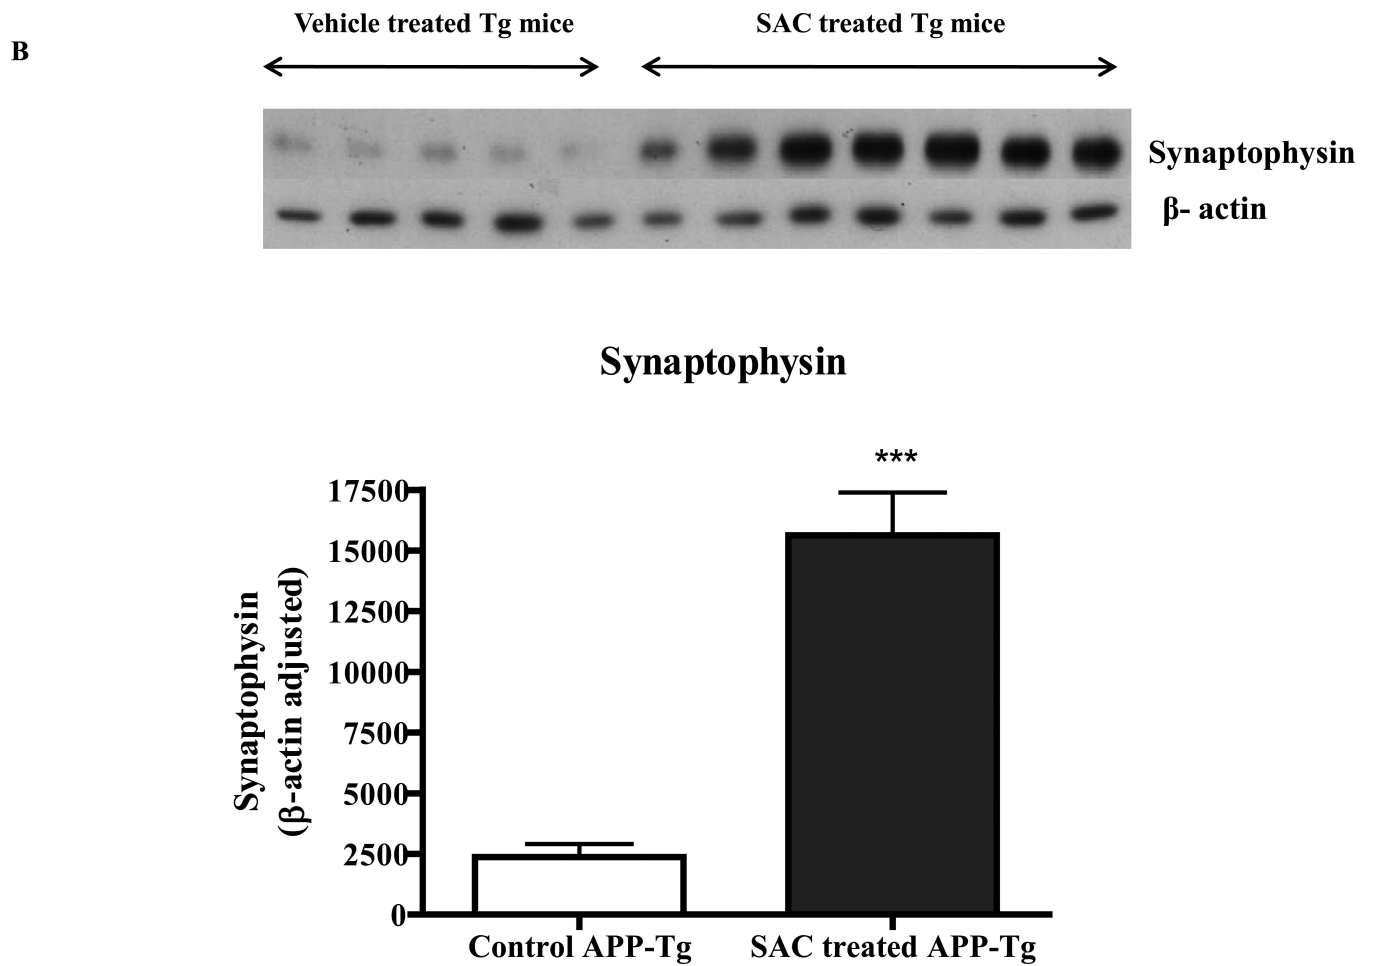 B
Vehicle treated Tg mice
SAC treated Tg mice
Synaptophysin
β- actin
Synaptophysin
***
17500
15000
12500
10000
7500
5000
2500
0
Synaptophysin
(β-actin adjusted)
Control APP-Tg
SAC treated APP-Tg